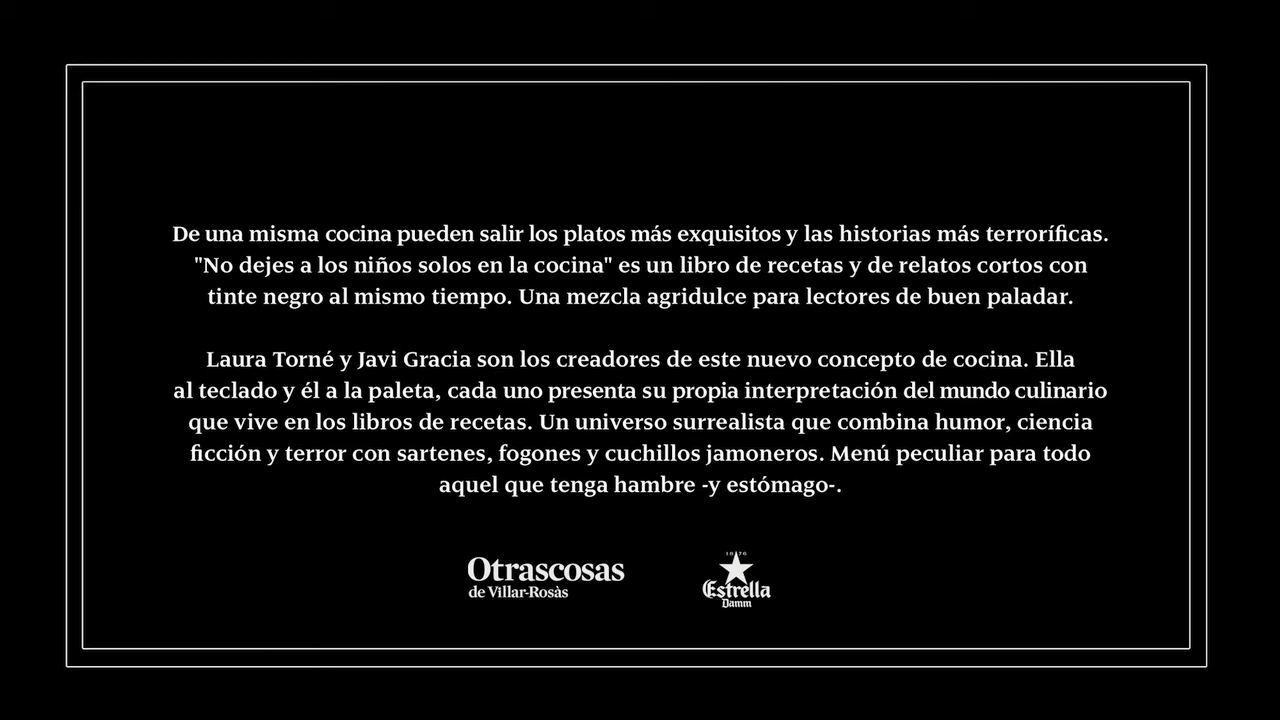 De una misma cocina pueden salir los platos más exquisitos y las historias más terroríficas.
"No dejes a los niños solos en la cocina" es un libro de recetas y de relatos cortos con
tinte negro al mismo tiempo. Una mezcla agridulce para lectores de buen paladar.
Laura Torné y Javi Gracia son los creadores de este nuevo concepto de cocina. Ella
al teclado y él a la paleta, cada uno presenta su propia interpretación del mundo culinario
que vive en los libros de recetas. Un universo surrealista que combina humor, ciencia
ficción y terror con sartenes, fogones y cuchillos jamoneros. Menú peculiar para todo
aquel que tenga hambre -y estómago-.
Otrascosas
de Villar-Rosàs
1876
Estrella
Damm